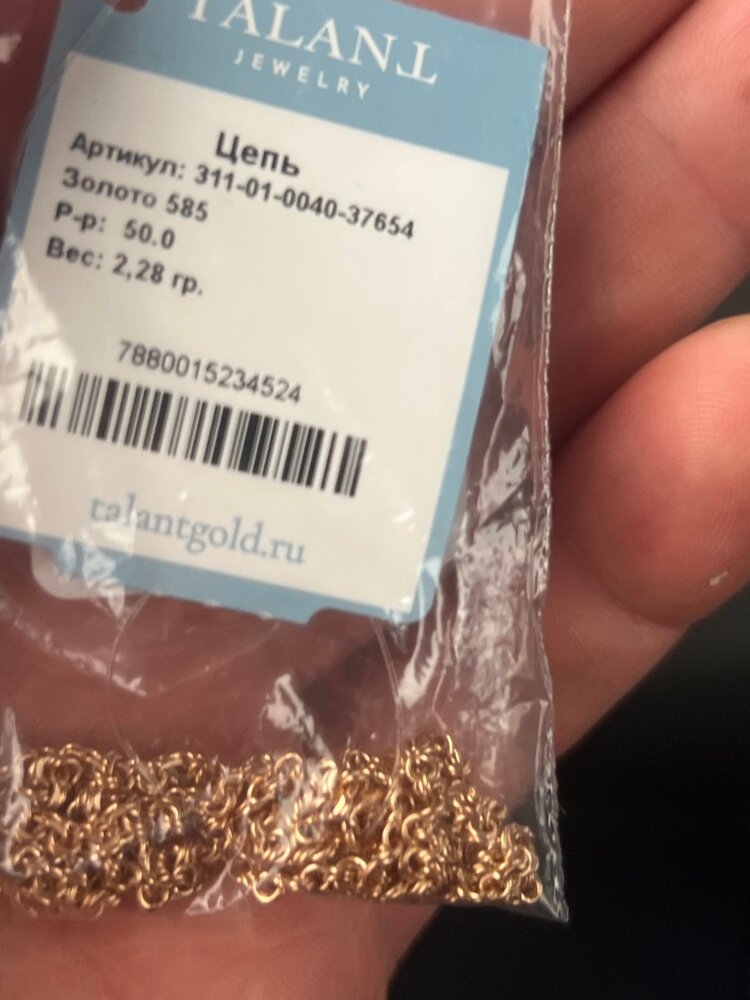 TALANT
JEWELRY
Цепь
Артикул: 311-01-0040-37654
Золото 585
Р-р: 50.0
Вес: 2,28 гр.
7880015234524
talantgold.ru